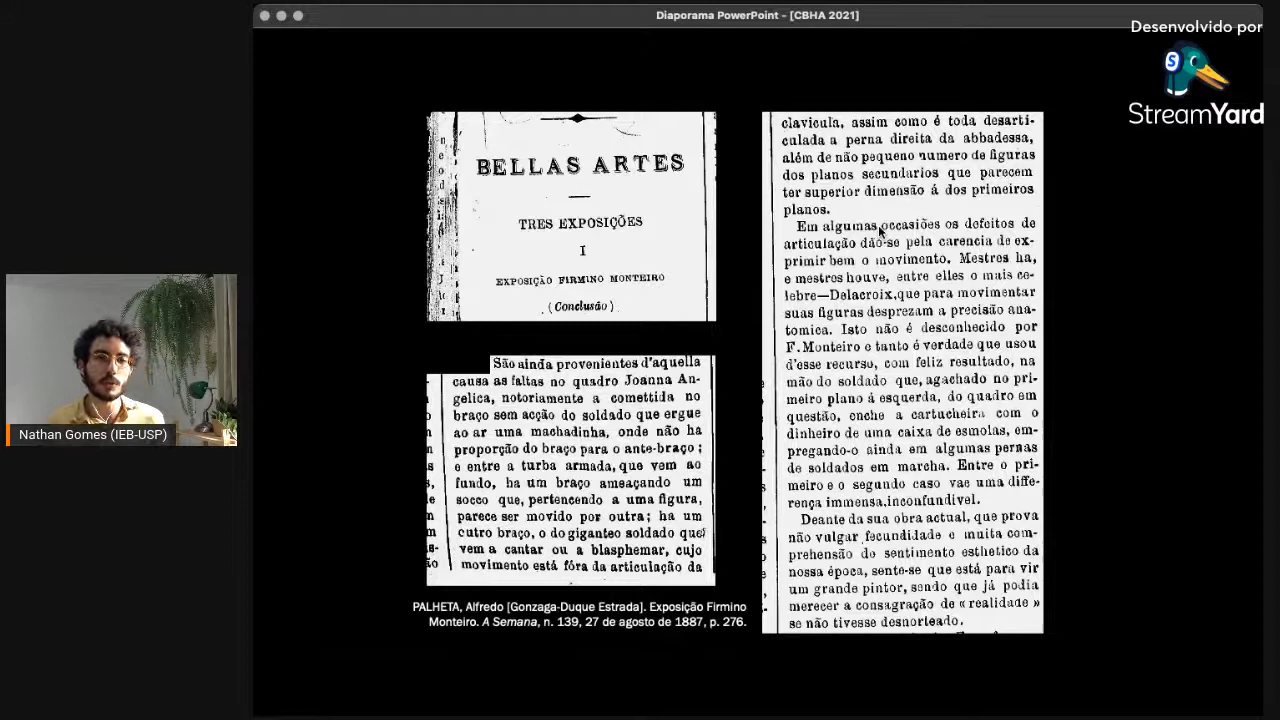 Diaporama PowerPoint - [CBHA 2021]
Desenvolvido por
StreamYard
BELLAS ARTES
TRES EXPOSIÇÕES
I
EXPOSIÇÃO FIRMINO MONTEIRO
(Conclusão)
São ainda provenientes d'aquella
causa as faltas no quadro Joanna An-
gelica, notoriamente a comettida no
braço sem acção do soldado que ergue
ao ar uma machadinha, onde não ha
proporção do braço para o ante-braço;
e entre a turba armada, que vem ao
fundo, ha um braço ameaçando um
socco que, pertencendo a uma figura,
parece ser movido por outra; ha um
outro braço, o do giganteo soldado que
vem a cantar ou a blasphemar, cujo
movimento está fóra da articulação da
PALHETA, Alfredo [Gonzaga-Duque Estrada]. Exposição Firmino
Monteiro. A Semana, n. 139, 27 de agosto de 1887, p. 276.
clavicula, assim como é toda desarti-
culada a perna direita da abbadessa,
além de não pequeno numero de figuras
dos planos secundarios que parecem
ter superior dimensão á dos primeiros
planos.
Em algumas occasiões os defeitos de
articulação dão-se pela carencia de ex-
primir bem o movimento. Mestres ha,
e mestres houve, entre elles o mais ce-
lebre—Delacroix,que para movimentar
suas figuras desprezam a precisão ana-
tomica. Isto não é desconhecido por
F. Monteiro e tanto é verdade que usou
d'esse recurso, com feliz resultado, na
mão do soldado que, agachado no pri-
meiro plano á esquerda, do quadro em
questão, enche a cartucheira com o
dinheiro de uma caixa de esmolas, em-
pregando-o ainda em algumas pernas
de soldados em marcha. Entre o pri-
meiro e o segundo caso vae uma diffe-
rença immensa,inconfundivel.
Deante da sua obra actual, que prova
não vulgar fecundidade e muita com-
prehensão do sentimento esthetico da
nossa época, sente-se que está para vir
um grande pintor, sendo que já podia
merecer a consagração de «realidade»
se não tivesse desnorteado.
Nathan Gomes (IEB-USP)